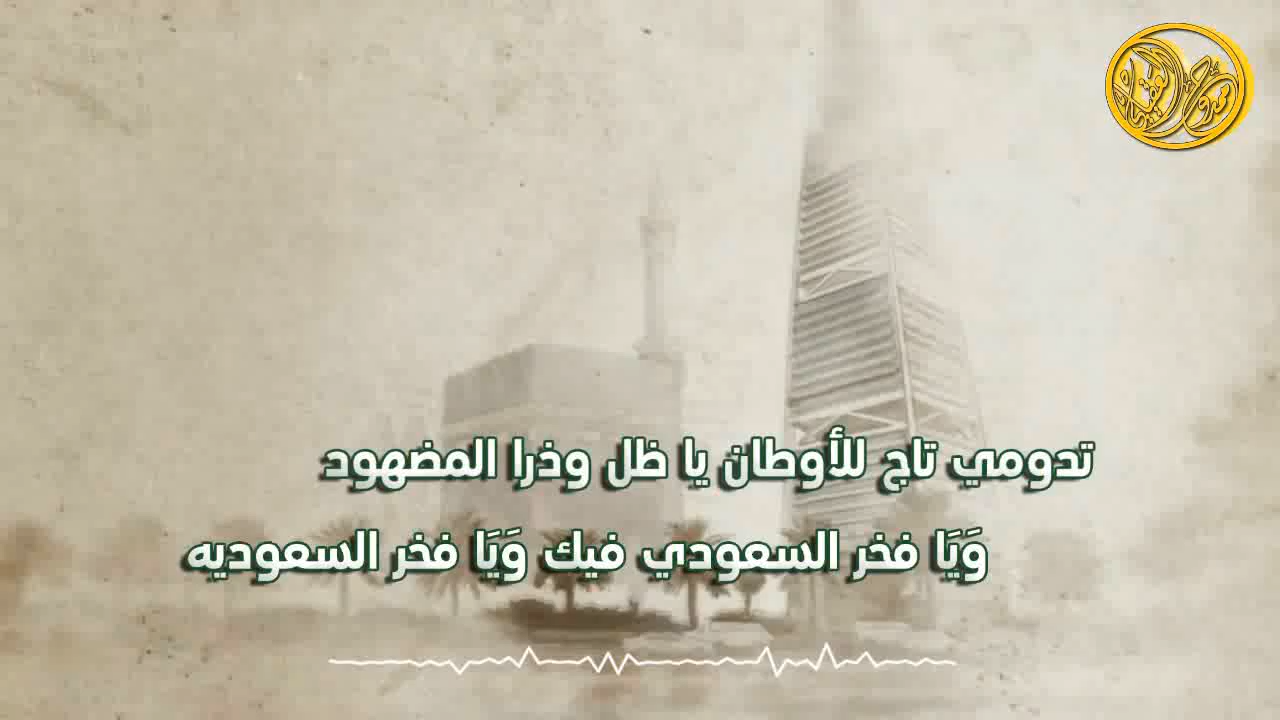 تدومي تاج للأوطان يا ظل وذرا المضهود
وَيَا فخر السعودي فيك وَيَا فخر السعوديه